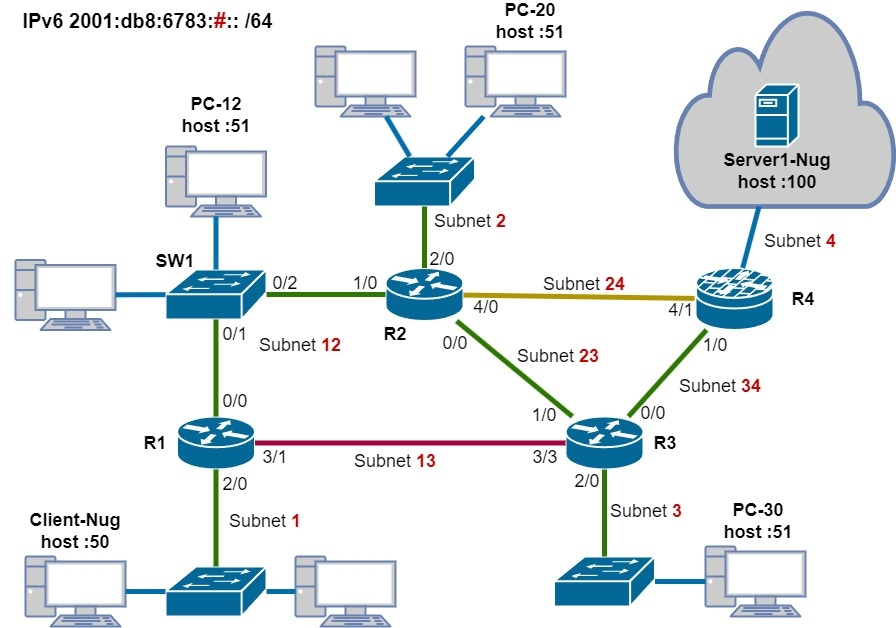 IPv6 2001:db8:6783:#:: /64
PC-20
host :51
PC-12
host :51
Server1-Nug
host :100
Subnet 2
Subnet 4
SW1
0/2
1/0
2/0
Subnet 24
R4
4/0
4/1
R2
0/1
Subnet 12
0/0
Subnet 23
1/0
Subnet 34
0/0
1/0
0/0
R1
R3
3/1
Subnet 13
3/3
2/0
2/0
Subnet 1
Subnet 3
Client-Nug
host :50
PC-30
host :51